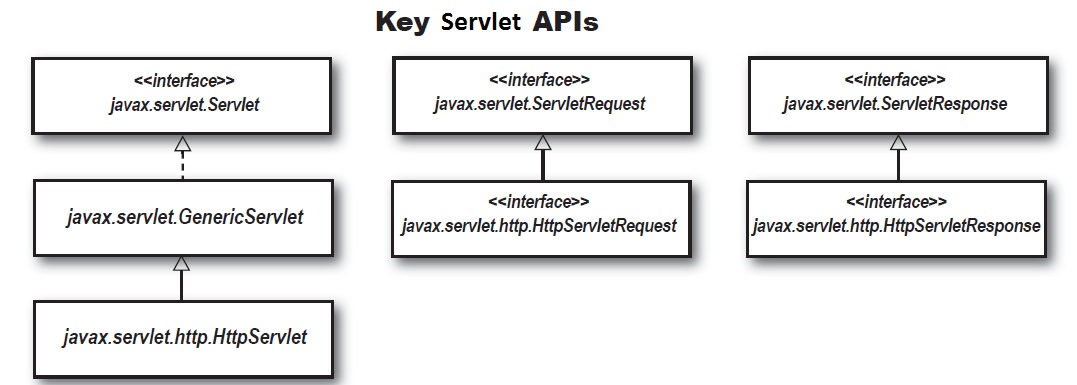 Key Servlet APIs
<<interface>>
javax.servlet.Servlet
javax.servlet.GenericServlet
javax.servlet.http.HttpServlet
<<interface>>
javax.servlet.ServletRequest
<<interface>>
javax.servlet.http.HttpServletRequest
<<interface>>
javax.servlet.ServletResponse
<<interface>>
javax.servlet.http.HttpServletResponse